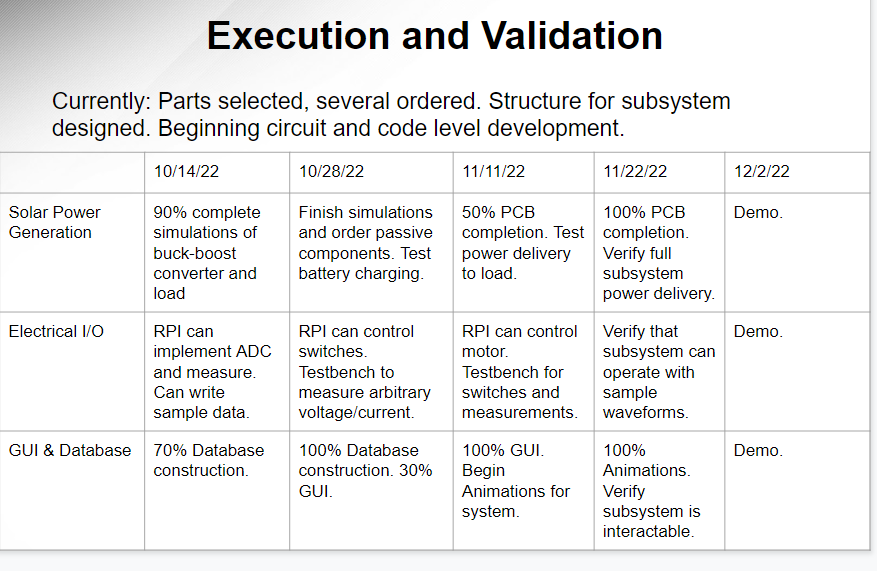 Execution and Validation
Currently: Parts selected, several ordered. Structure for subsystem
designed. Beginning circuit and code level development.
10/14/22
10/28/22
11/11/22
11/22/22
12/2/22
Solar Power
Generation
90% complete
simulations of
buck-boost
converter and
load
Finish simulations
and order passive
components. Test
battery charging.
50% PCB
completion. Test
power delivery
to load.
100% PCB
completion.
Verify full
subsystem
power delivery.
Demo.
Electrical I/O
RPI can
implement ADC
and measure.
Can write
sample data.
RPI can control
switches.
Testbench to
measure arbitrary
voltage/current.
RPI can control
motor.
Testbench for
switches and
measurements.
Verify that
subsystem can
operate with
sample
waveforms.
Demo.
GUI & Database
70% Database
construction.
100% Database
construction. 30%
GUI.
100% GUI.
Begin
Animations for
system.
100%
Animations.
Verify
subsystem is
interactable.
Demo.